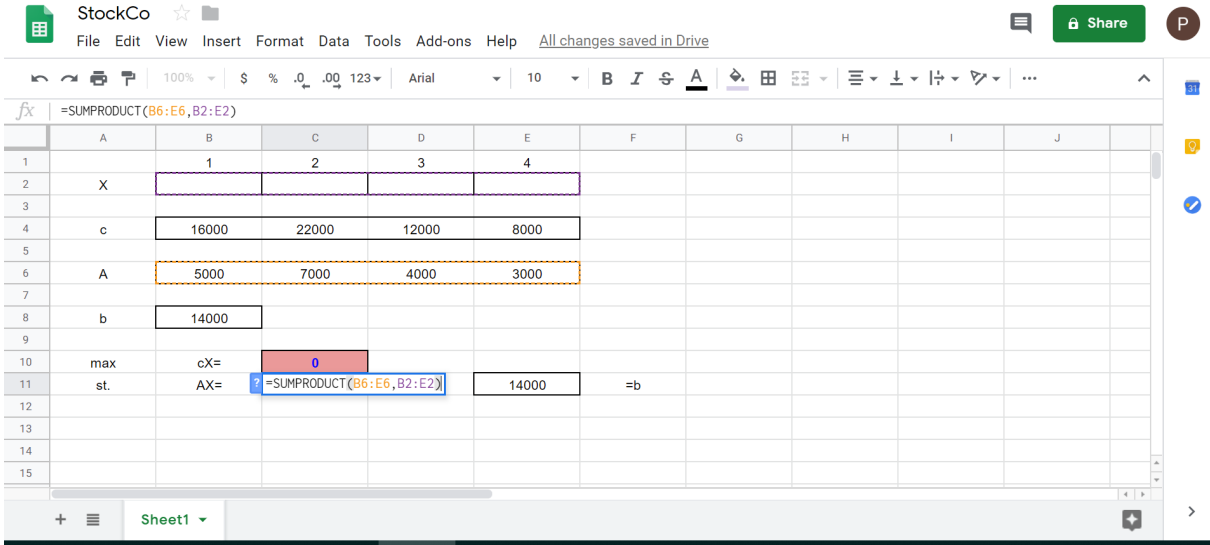 StockCo
File Edit View Insert Format Data Tools Add-ons Help All changes saved in Drive
Share
P
100% $ % .0 .00 123 Arial 10 B I S A
fx =SUMPRODUCT(B6:E6,B2:E2)
A B C D E F G H I J
1 1 2 3 4
2 X
3
4 c 16000 22000 12000 8000
5
6 A 5000 7000 4000 3000
7
8 b 14000
9
10 max cX= 0
11 st. AX= ? =SUMPRODUCT(B6:E6,B2:E2) 14000 =b
12
13
14
15
Sheet1
31